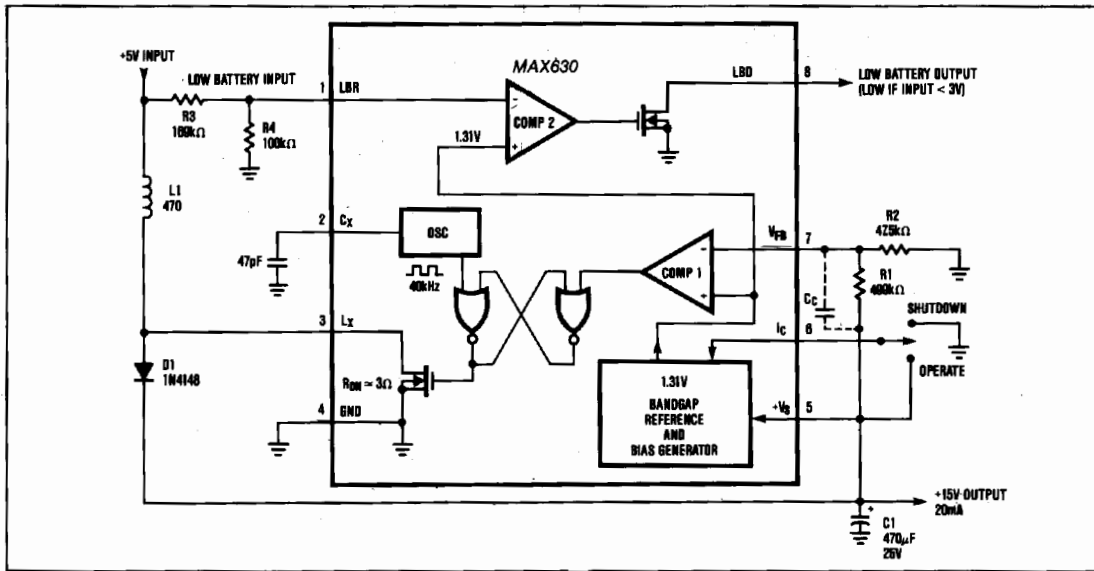 +5V INPUT
LOW BATTERY INPUT
R3
169kΩ
R4
100kΩ
1 LBR
MAX630
COMP 2
-
+
1.31V
LBD 8
LOW BATTERY OUTPUT
(LOW IF INPUT < 3V)
L1
470
2 CX
OSC
47pF
40kHz
COMP 1
-
+
VFB 7
R2
47.5kΩ
R1
499kΩ
CC
SHUTDOWN
IC 6
OPERATE
3 LX
D1
1N4148
RON ≃ 3Ω
4 GND
1.31V
BANDGAP
REFERENCE
AND
BIAS GENERATOR
+VS 5
+15V OUTPUT
20mA
+
C1
470μF
25V